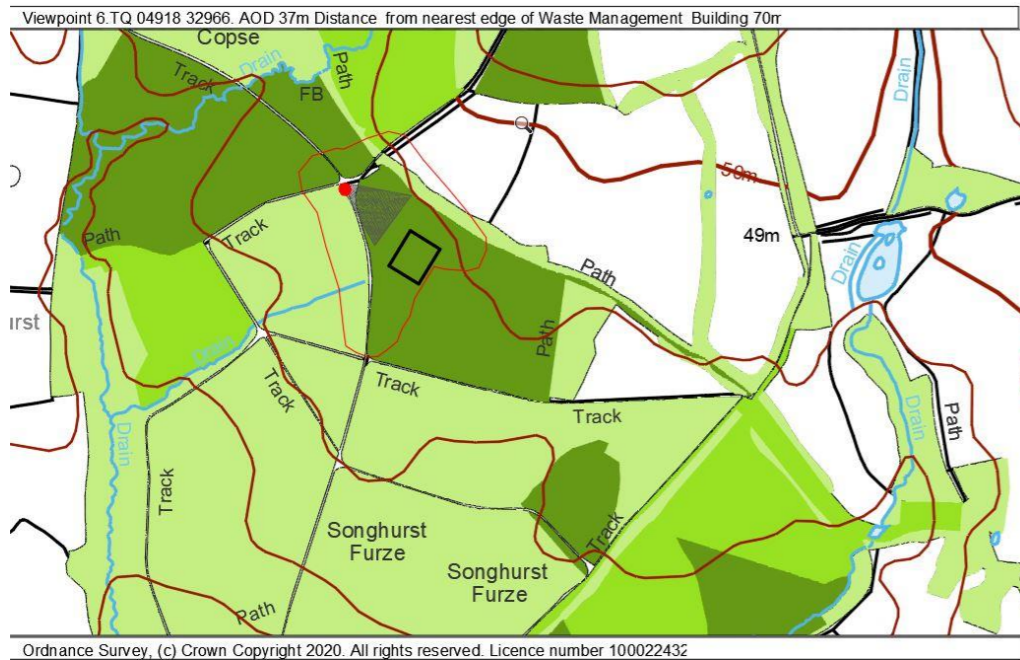 Viewpoint 6.TQ 04918 32966. AOD 37m Distance from nearest edge of Waste Management Building 70m
Copse
Track
Drain
FB
Path
Drain
50m
49m
Path
Track
Path
Drain
Path
Drain
Track
Track
Path
Track
Drain
Path
Drain
Track
Songhurst
Furze
Songhurst
Furze
Track
Path
Ordnance Survey, (c) Crown Copyright 2020. All rights reserved. Licence number 100022432